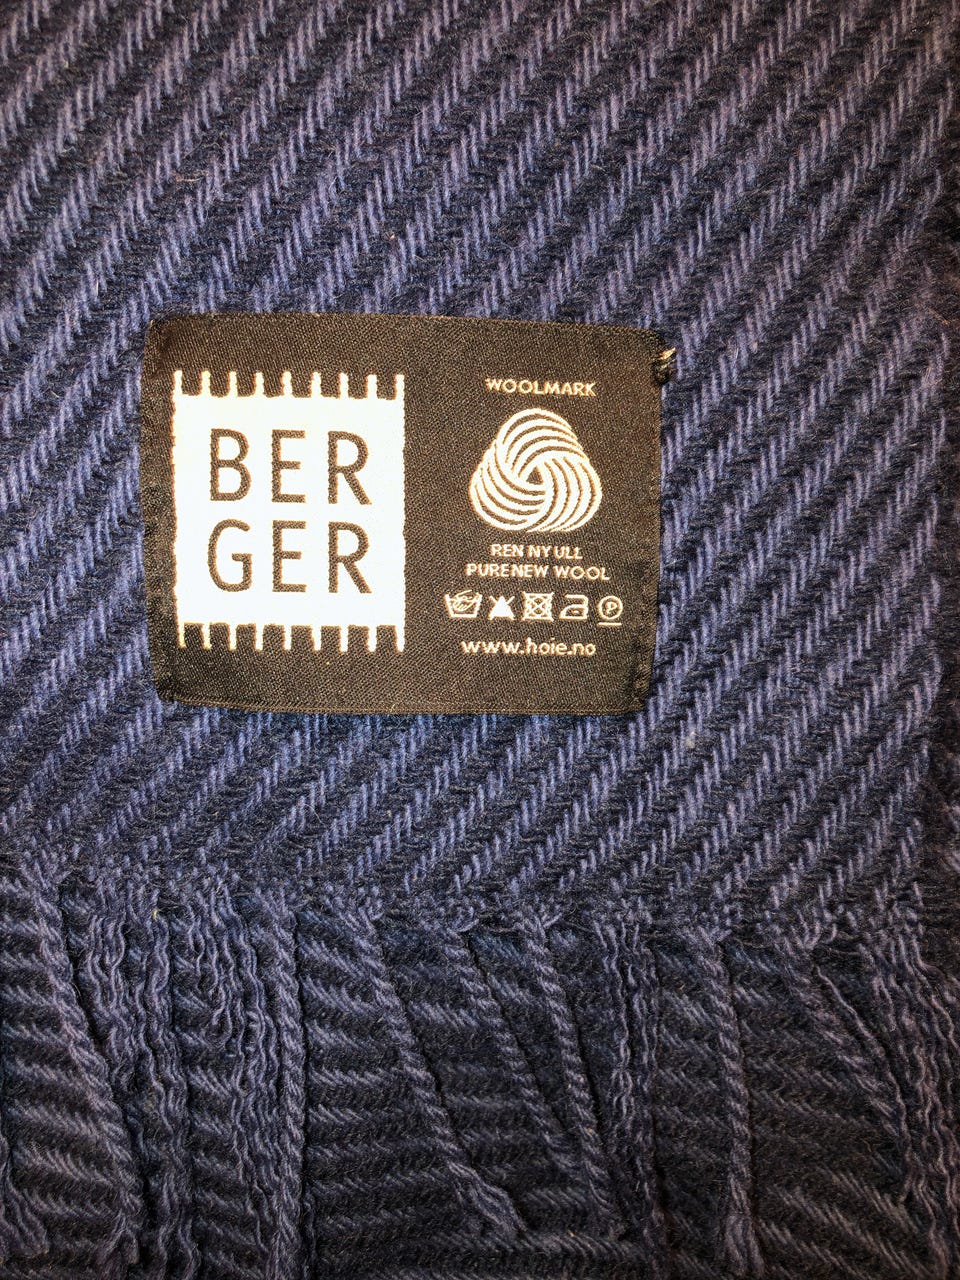 BER
GER
WOOLMARK
REN NY ULL
PURE NEW WOOL
P
www.hoie.no